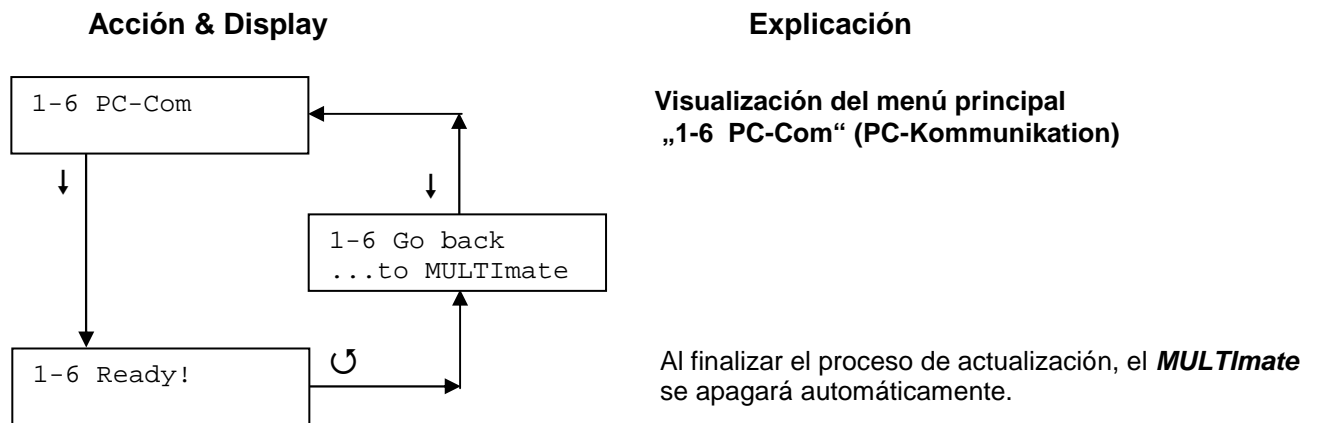 Acción & Display
Explicación
1-6 PC-Com
Visualización del menú principal
„1-6 PC-Com“ (PC-Kommunikation)
1-6 Go back
...to MULTImate
1-6 Ready!
Al finalizar el proceso de actualización, el MULTImate
se apagará automáticamente.